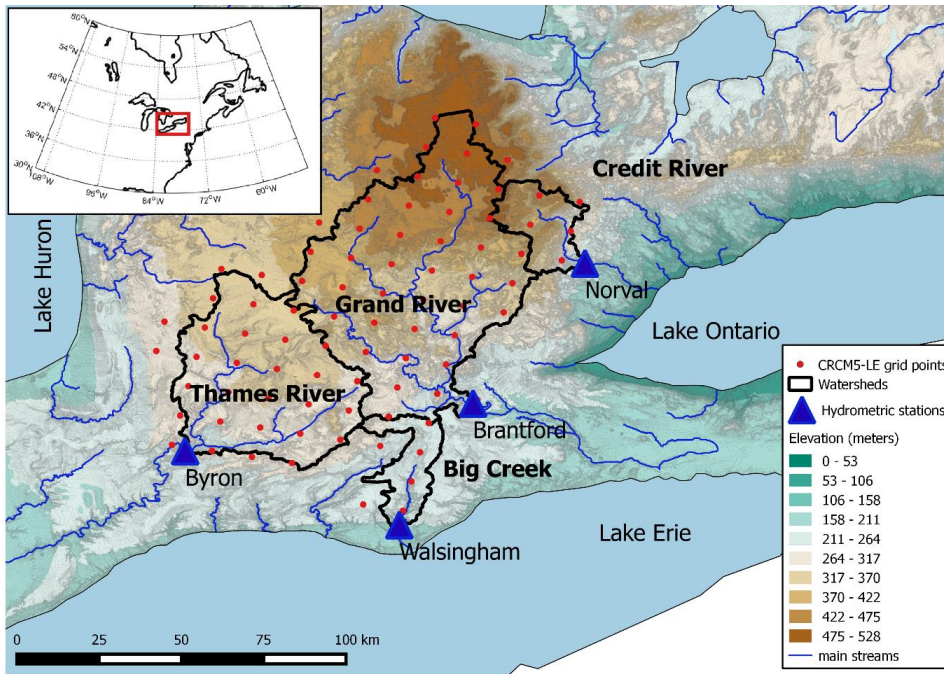 60°N
54°N
48°N
42°N
36°N
30°N
108°W
96°W
84°W
72°W
60°W
Credit River
Lake Huron
Norval
Grand River
Lake Ontario
Thames River
Brantford
Byron
Big Creek
Walsingham
Lake Erie
CRCM5-LE grid points
Watersheds
Hydrometric stations
Elevation (meters)
0 - 53
53 - 106
106 - 158
158 - 211
211 - 264
264 - 317
317 - 370
370 - 422
422 - 475
475 - 528
main streams
0 25 50 75 100 km